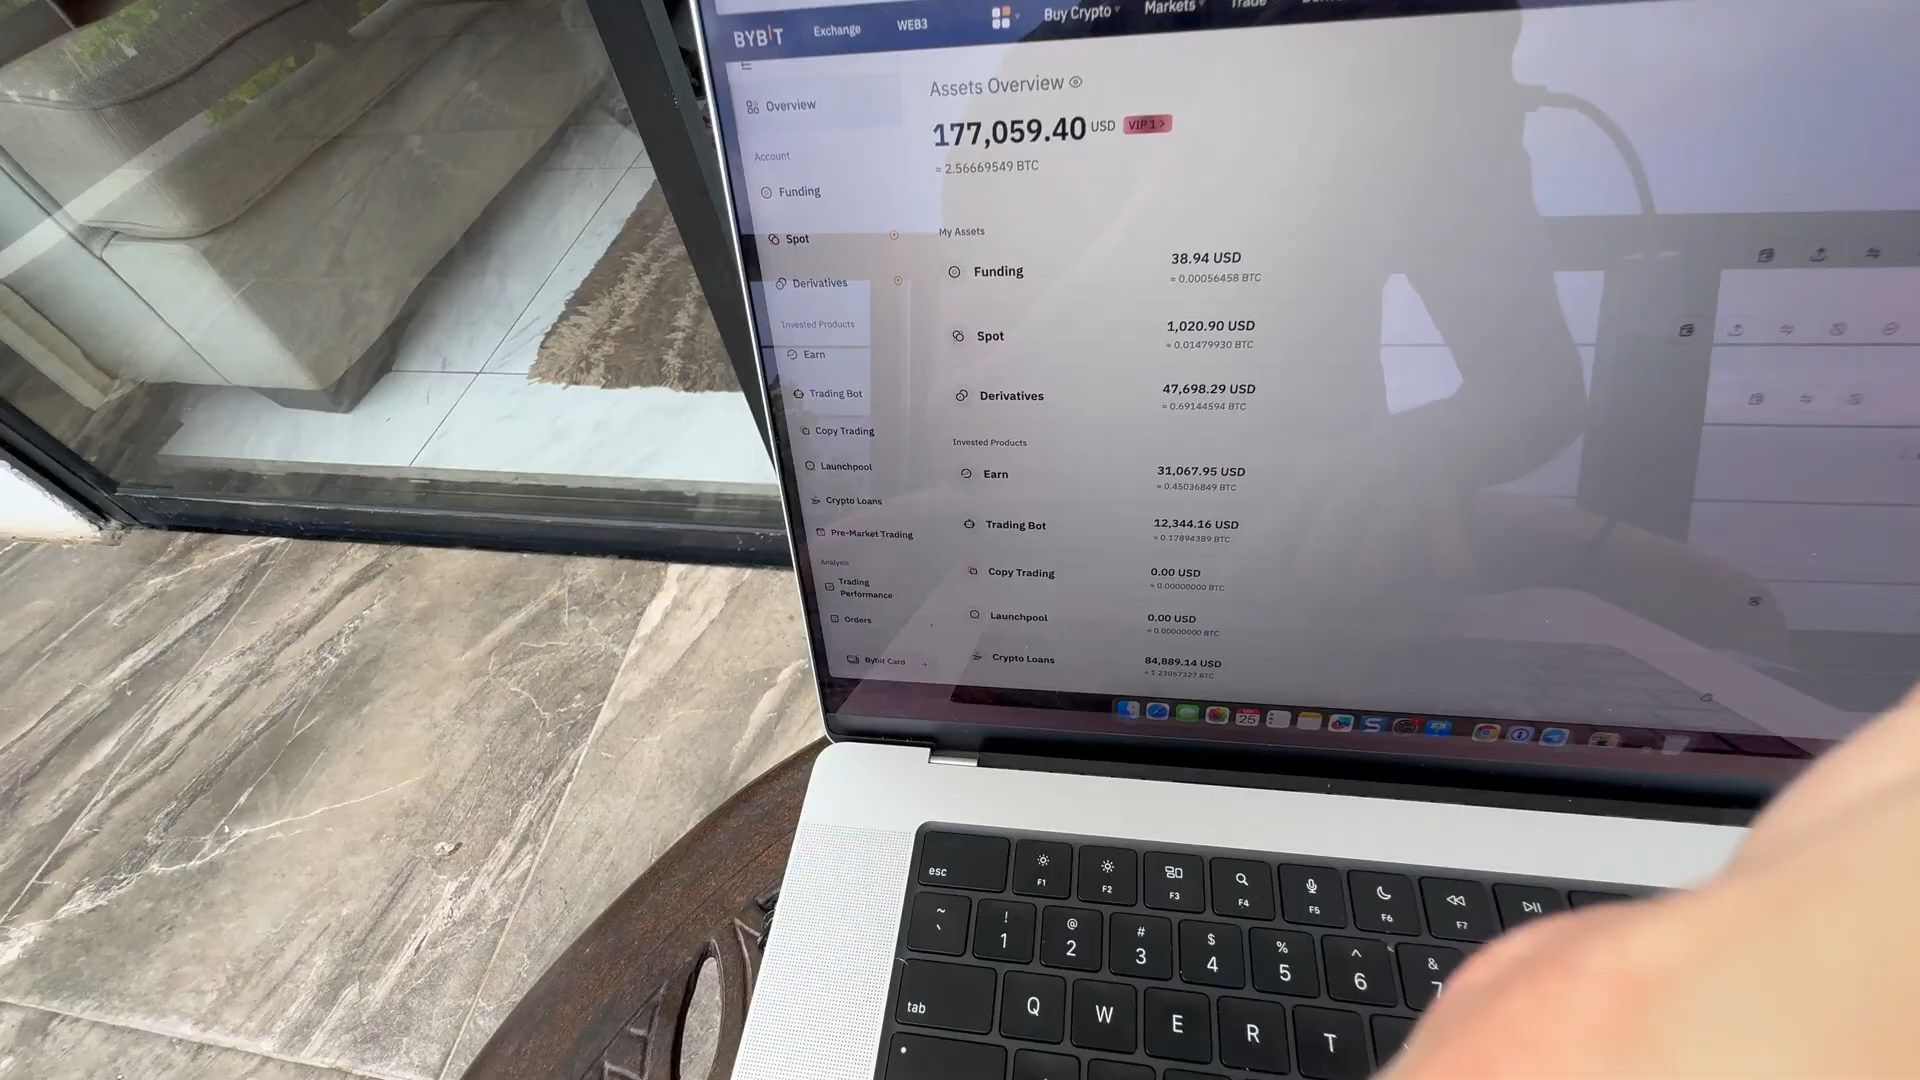 BYBIT
Exchange
WEB3
Buy Crypto
Markets
Trade
Overview
Account
Funding
Spot
Derivatives
Invested Products
Earn
Trading Bot
Copy Trading
Launchpool
Crypto Loans
Pre-Market Trading
Analysis
Trading
Performance
Orders
Bybit Card
Assets Overview
177,059.40 USD VIP 1 >
≈ 2.56669549 BTC
My Assets
Funding
38.94 USD
≈ 0.00056458 BTC
Spot
1,020.90 USD
≈ 0.01479930 BTC
Derivatives
47,698.29 USD
≈ 0.69144594 BTC
Invested Products
Earn
31,067.95 USD
≈ 0.45036849 BTC
Trading Bot
12,344.16 USD
≈ 0.17894389 BTC
Copy Trading
0.00 USD
≈ 0.00000000 BTC
Launchpool
0.00 USD
≈ 0.00000000 BTC
Crypto Loans
84,889.14 USD
≈ 1.23057327 BTC
25
esc F1 F2 F3 F4 F5 F6 F7
~ ! @ # $ % ^ &
` 1 2 3 4 5 6 7
tab Q W E R T